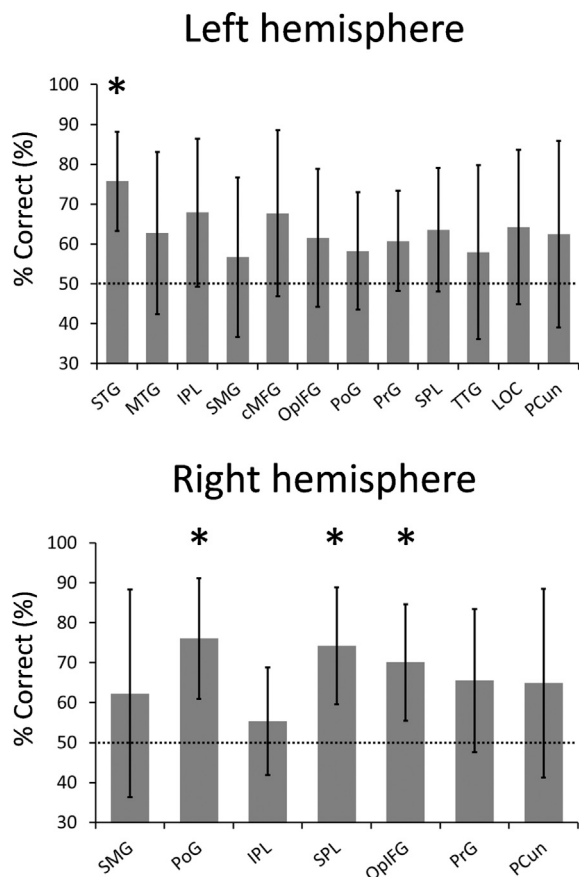 Left hemisphere
*
100
90
80
70
60
50
40
30
% Correct (%)
STG MTG IPL SMG cMFG OpIFG PoG PrG SPL TTG LOC PCun
Right hemisphere
* * *
100
90
80
70
60
50
40
30
% Correct (%)
SMG PoG IPL SPL OpIFG PrG PCun